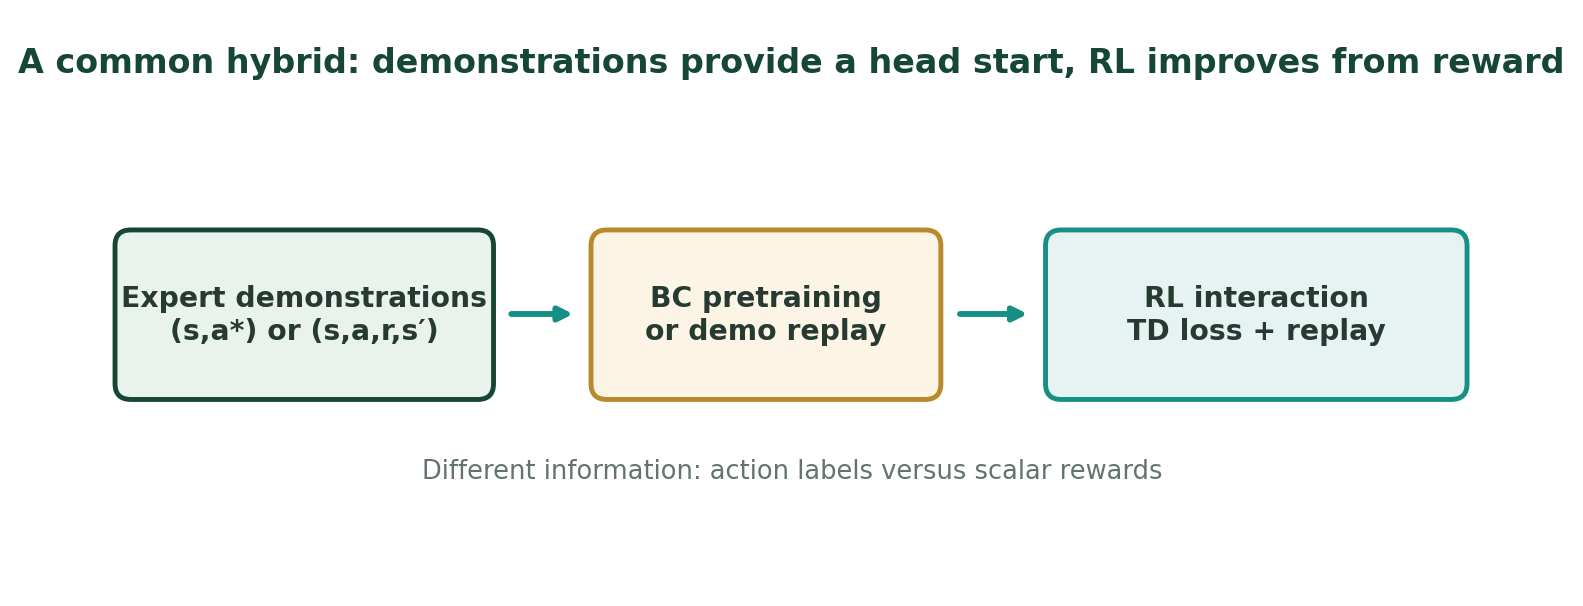 A common hybrid: demonstrations provide a head start, RL improves from reward
Expert demonstrations
(s,a*) or (s,a,r,s′)
BC pretraining
or demo replay
RL interaction
TD loss + replay
Different information: action labels versus scalar rewards